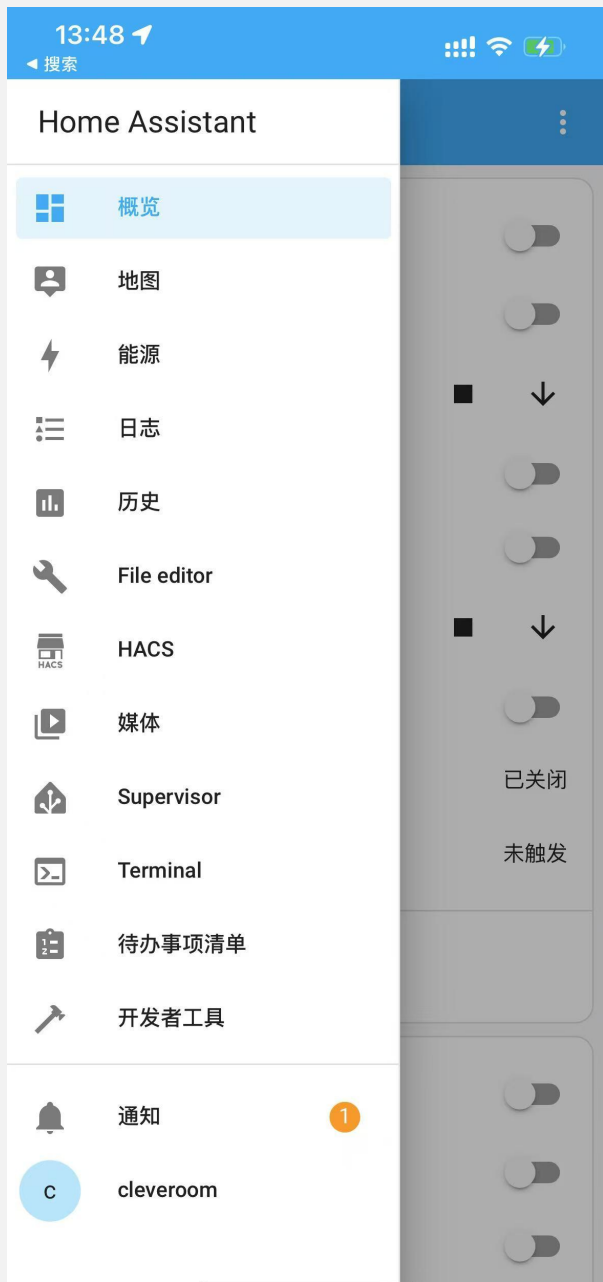 13:48
搜索
Home Assistant
概览
地图
能源
日志
历史
File editor
HACS
HACS
媒体
已关闭
Supervisor
未触发
Terminal
待办事项清单
开发者工具
通知
1
C
cleveroom